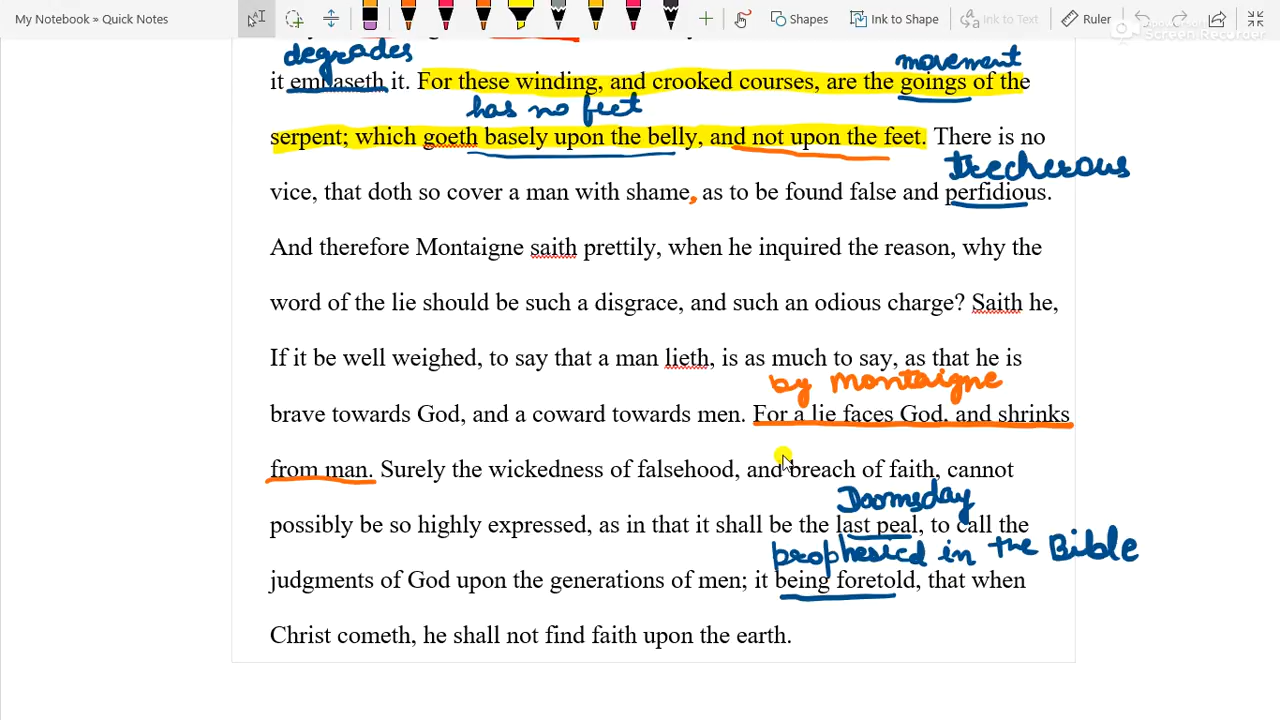 My Notebook » Quick Notes
Shapes
Ink to Shape
Ink to Text
Ruler
Screen Recorder
degrades
movement
it embaseth it. For these winding, and crooked courses, are the goings of the
has no feet
serpent; which goeth basely upon the belly, and not upon the feet. There is no
trecherous
vice, that doth so cover a man with shame, as to be found false and perfidious.
And therefore Montaigne saith prettily, when he inquired the reason, why the
word of the lie should be such a disgrace, and such an odious charge? Saith he,
If it be well weighed, to say that a man lieth, is as much to say, as that he is
by montaigne
brave towards God, and a coward towards men. For a lie faces God, and shrinks
from man. Surely the wickedness of falsehood, and breach of faith, cannot
Doomsday
possibly be so highly expressed, as in that it shall be the last peal, to call the
prophesied in the Bible
judgments of God upon the generations of men; it being foretold, that when
Christ cometh, he shall not find faith upon the earth.